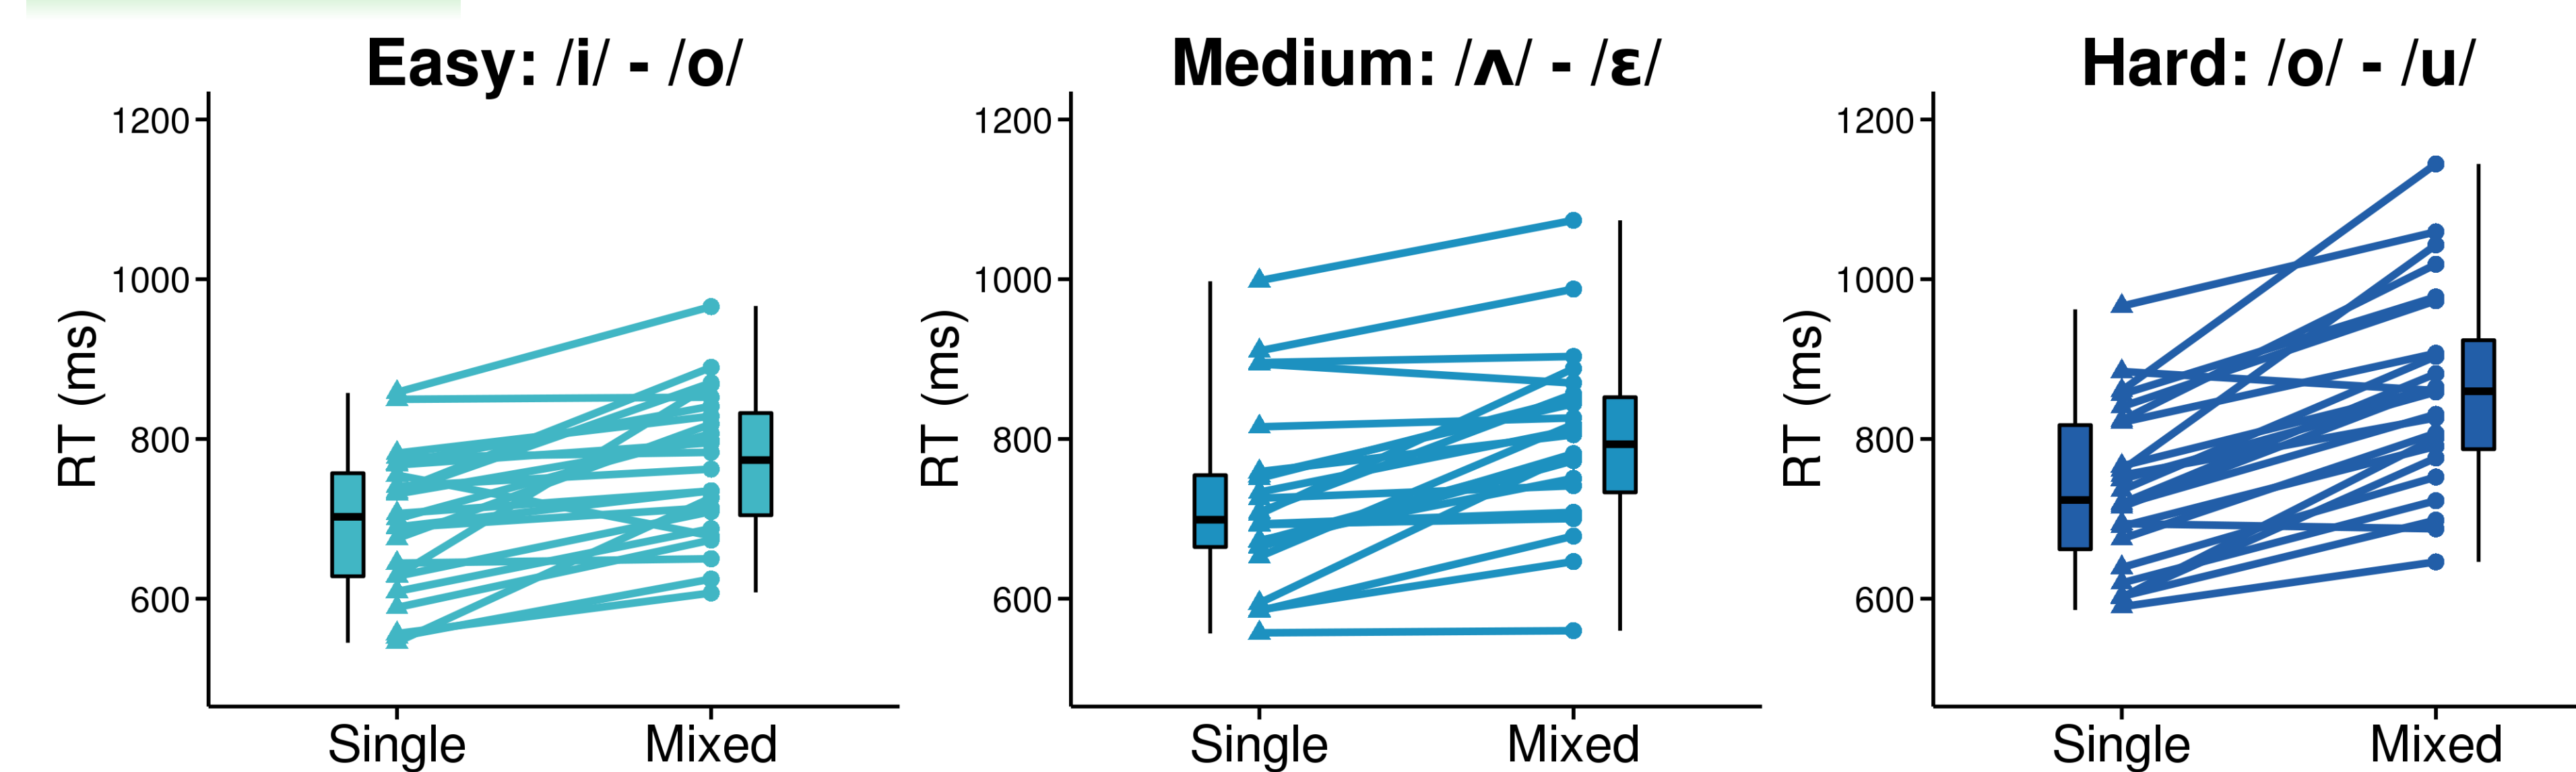 Easy: /i/ - /o/
1200
1000
800
600
RT (ms)
Single Mixed
Medium: /ʌ/ - /ɛ/
1200
1000
800
600
RT (ms)
Single Mixed
Hard: /o/ - /u/
1200
1000
800
600
RT (ms)
Single Mixed